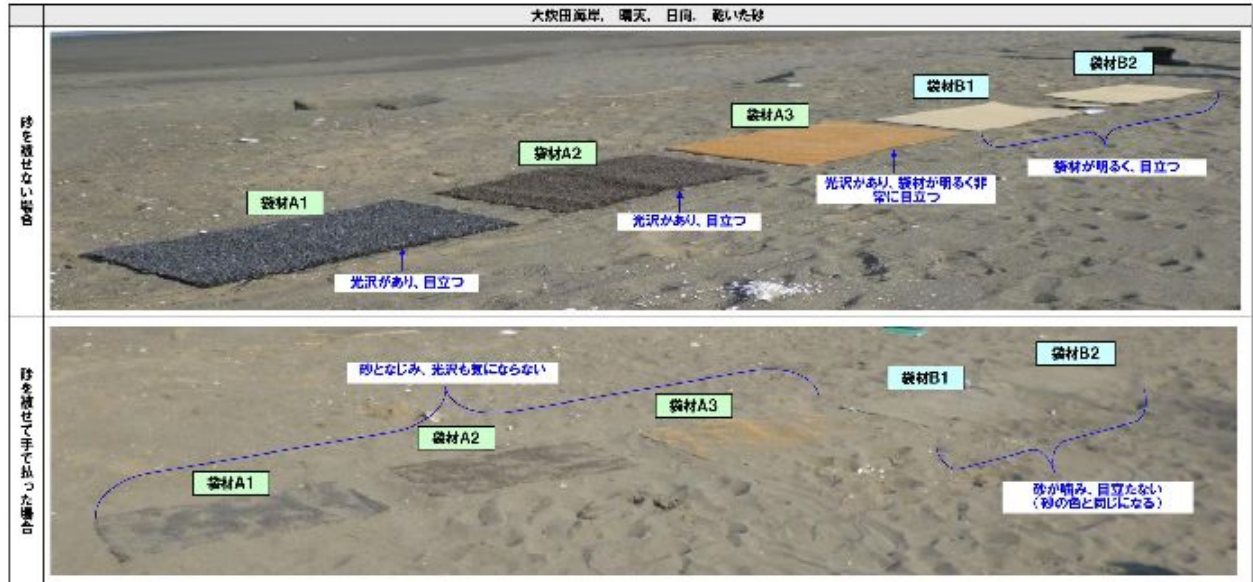 大炊田海岸, 晴天, 日向, 乾いた砂
砂を被せない場合
袋材B2
袋材B1
袋材A3
袋材A2
袋材A1
袋材が明るく、目立つ
光沢があり、袋材が明るく非
常に目立つ
光沢があり、目立つ
光沢があり、目立つ
砂を被せて手で払った場合
砂となじみ、光沢も気にならない
袋材B2
袋材B1
袋材A3
袋材A2
袋材A1
砂が噛み、目立たない
(砂の色と同じになる)